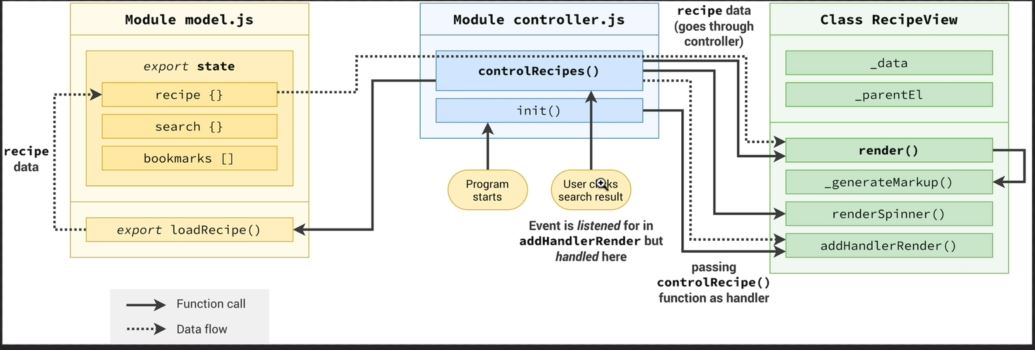 Module model.js
export state
recipe {}
search {}
bookmarks []
export loadRecipe()
recipe
data
Module controller.js
controlRecipes()
init()
Program
starts
User clicks
search result
Event is listened for in
addHandlerRender but
handled here
recipe data
(goes through
controller)
Class RecipeView
_data
_parentEl
render()
_generateMarkup()
renderSpinner()
addHandlerRender()
passing
controlRecipe()
function as handler
Function call
Data flow